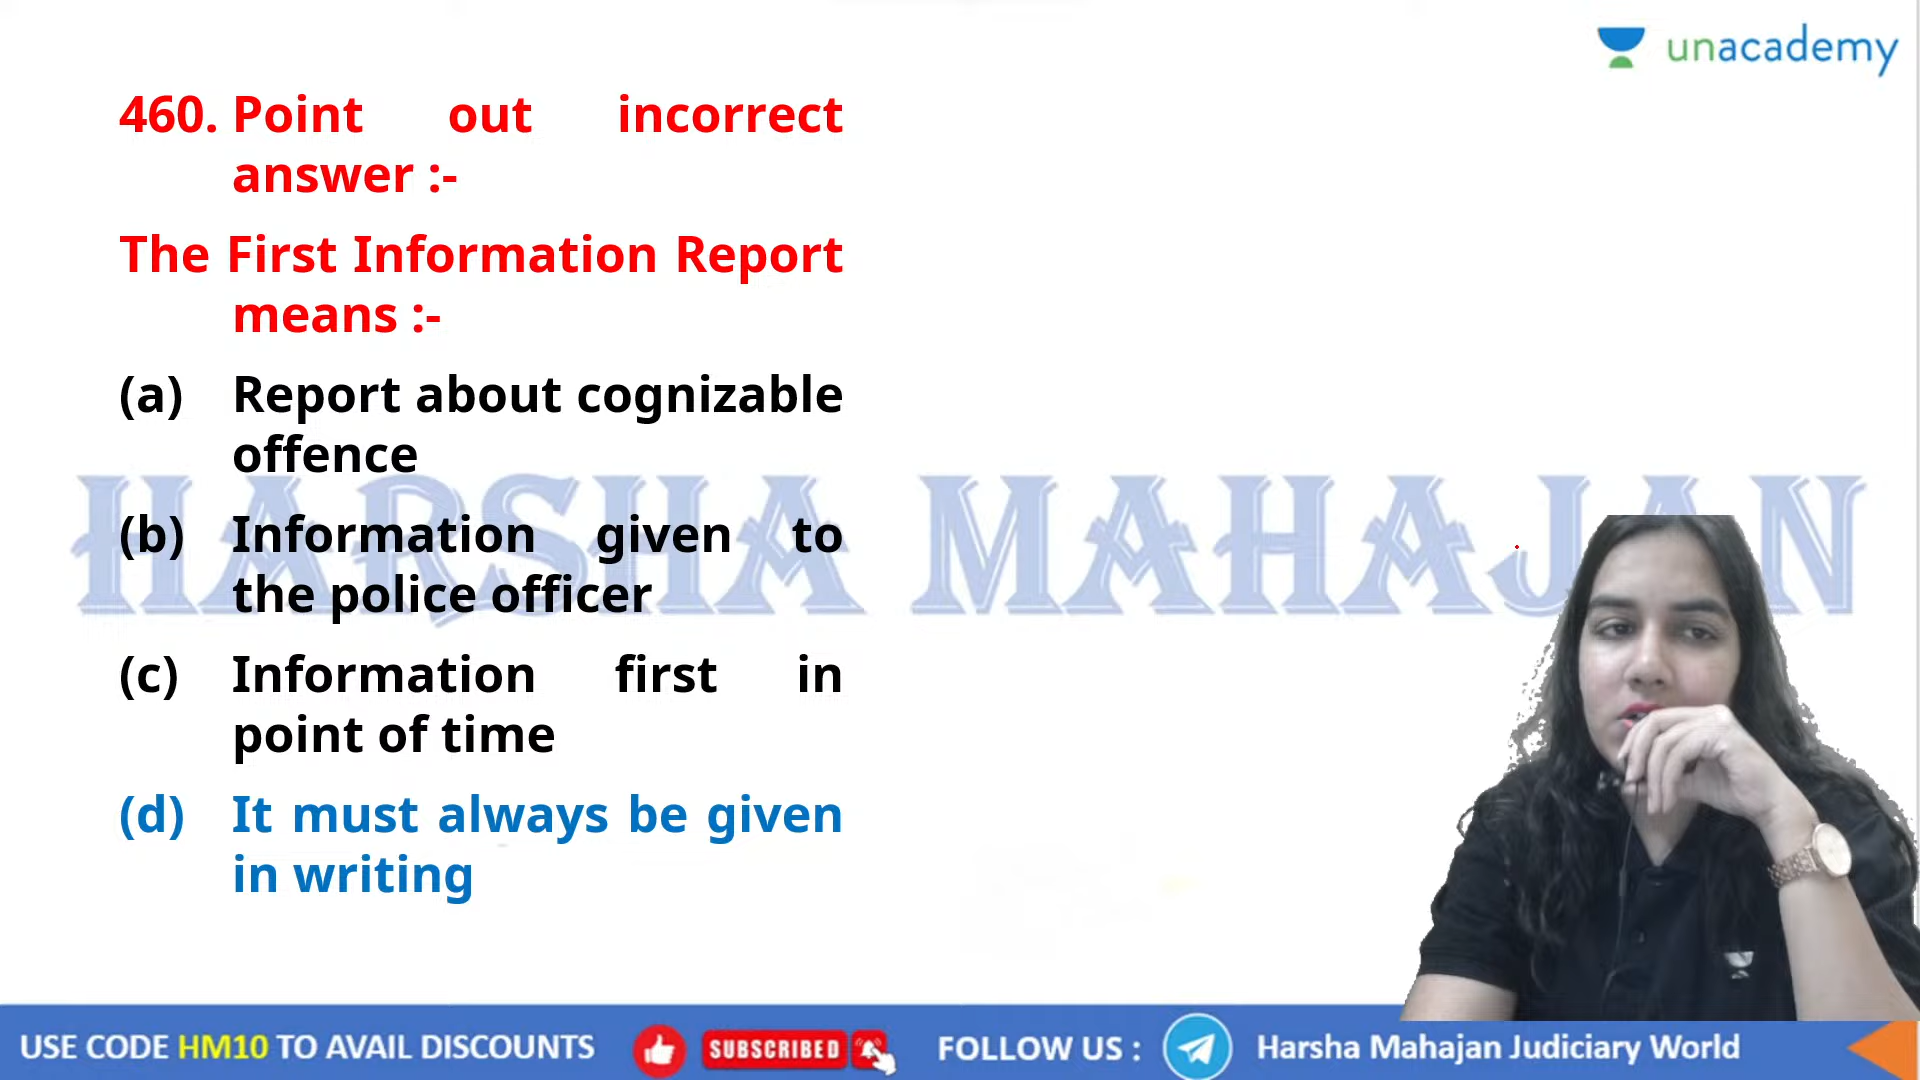 unacademy
460. Point out incorrect
answer :-
The First Information Report
means :-
(a) Report about cognizable
offence
(b) Information given to
the police officer
(c) Information first in
point of time
(d) It must always be given
in writing
HARSHA MAHAJAN
USE CODE HM10 TO AVAIL DISCOUNTS
SUBSCRIBED
FOLLOW US :
Harsha Mahajan Judiciary World